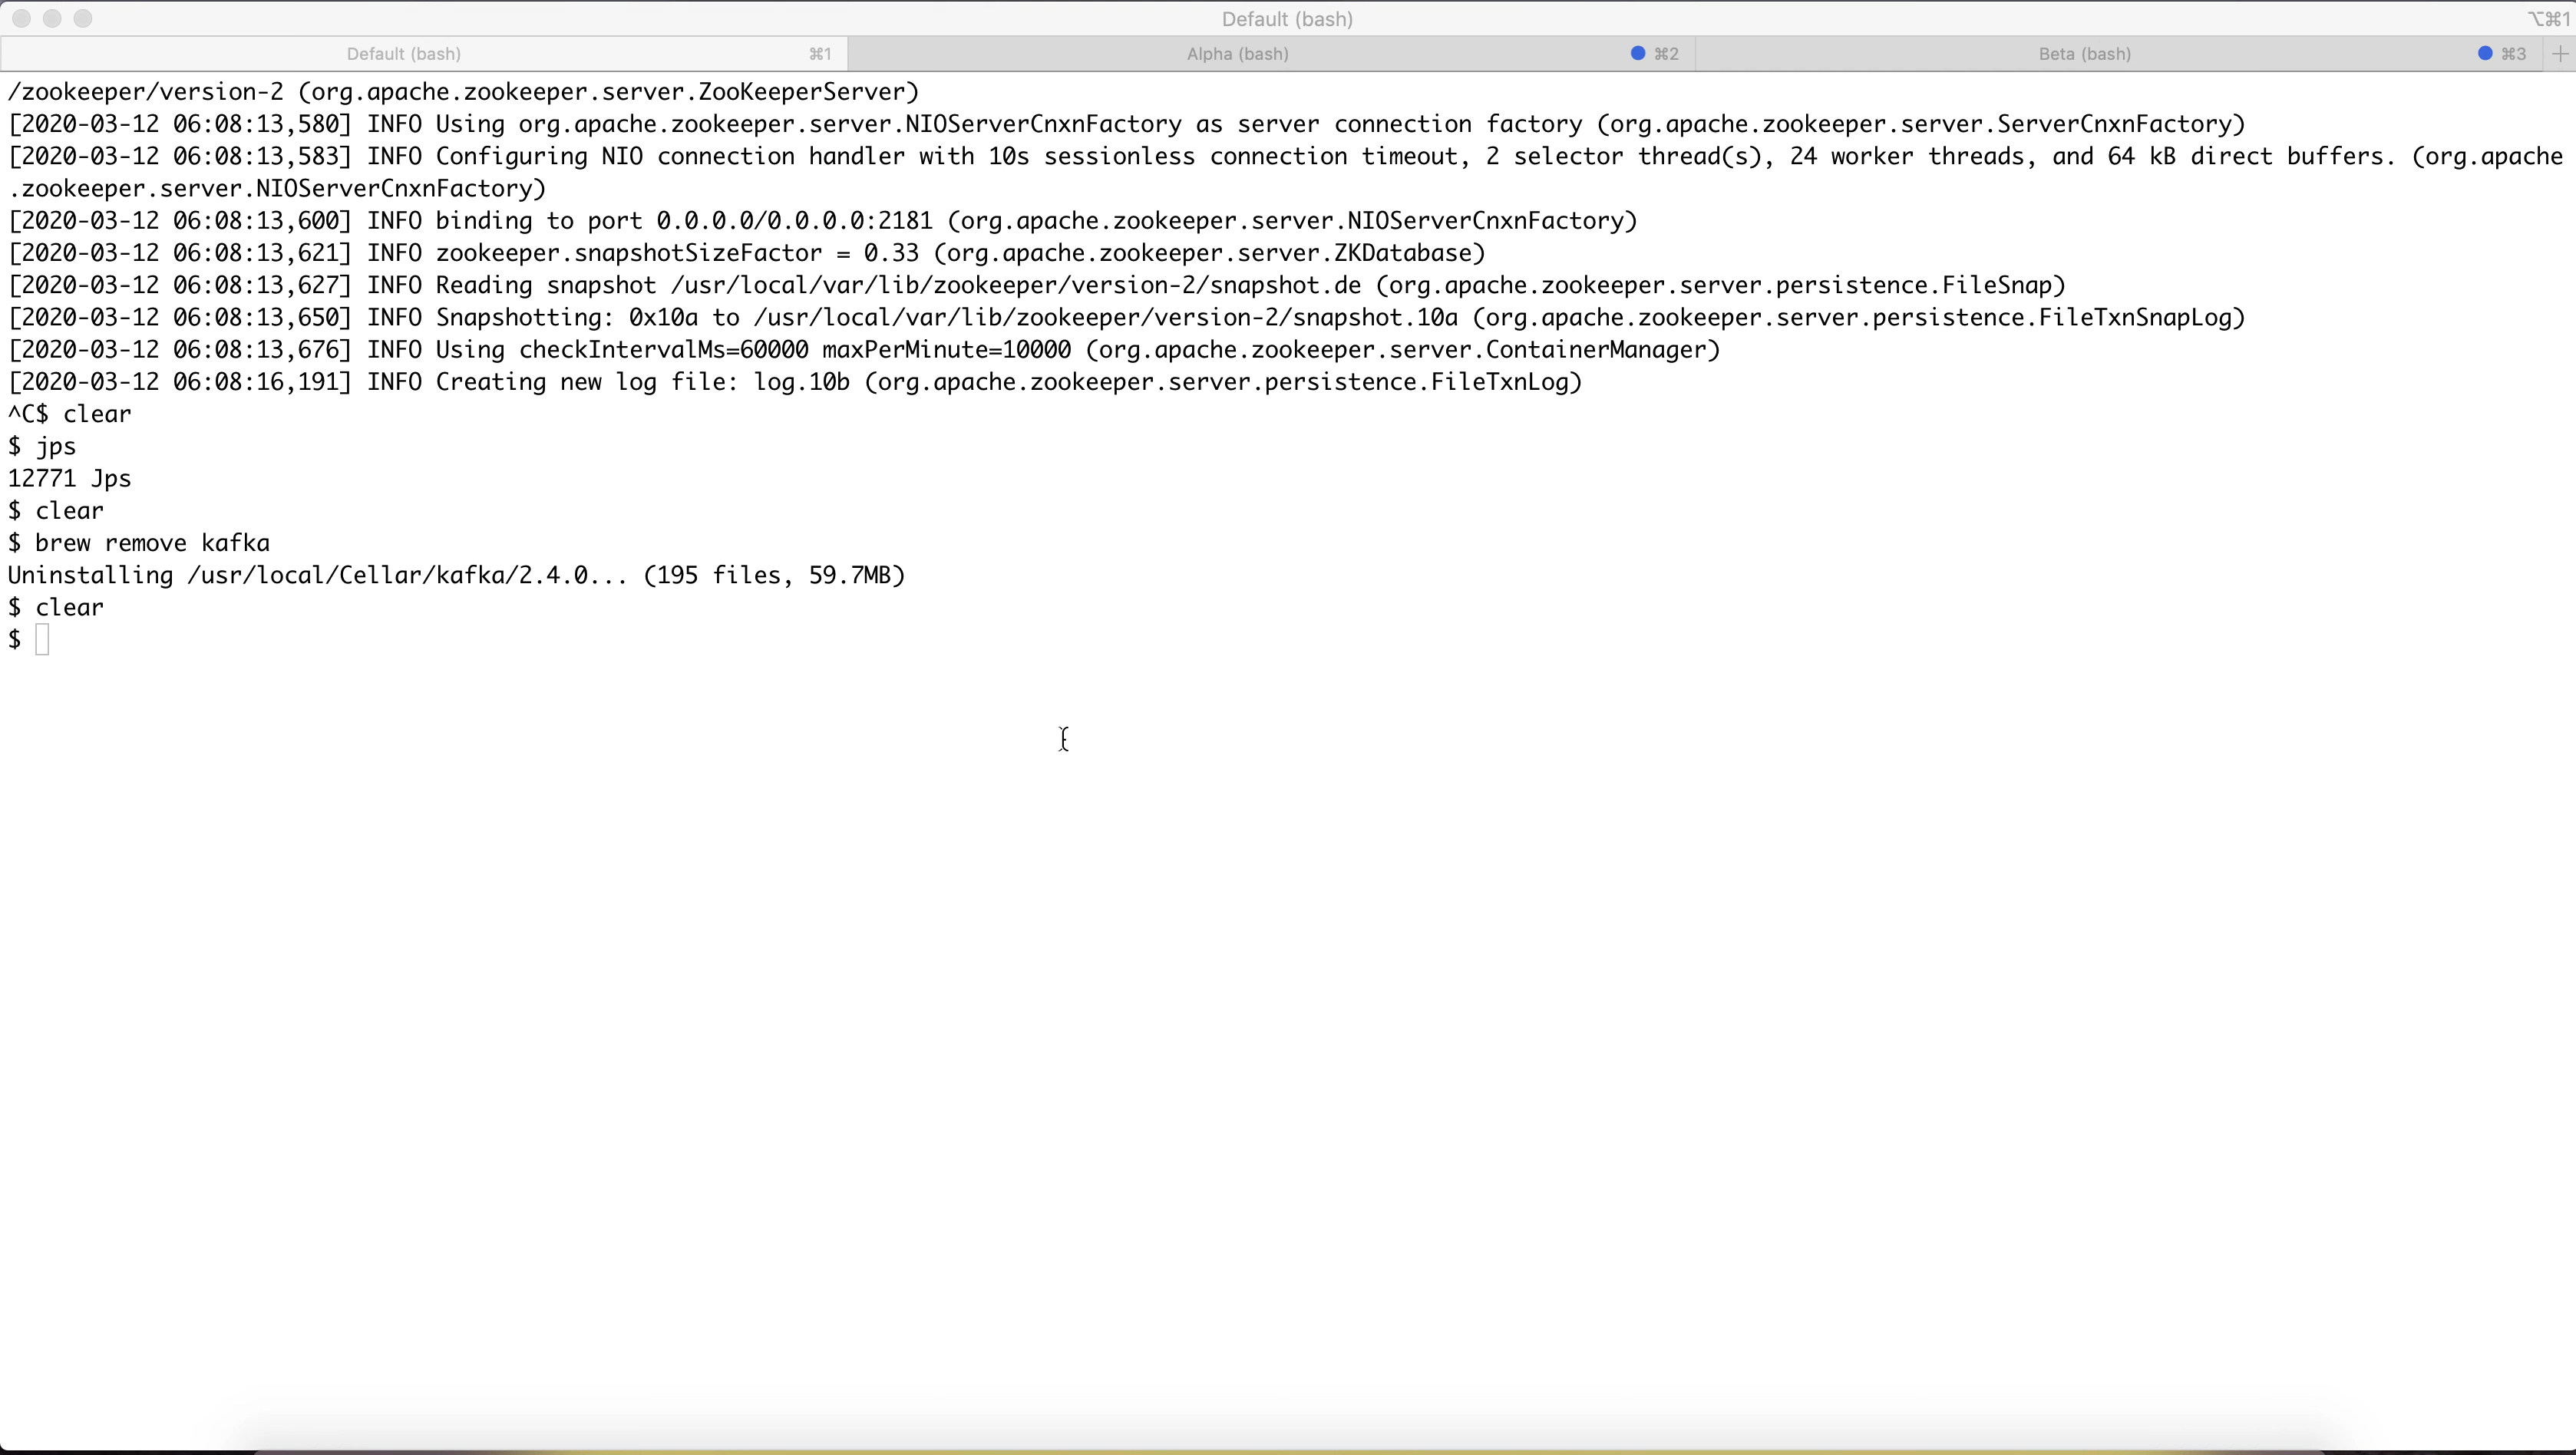 Default (bash)
⌥⌘1
Default (bash) ⌘1
Alpha (bash) ⌘2
Beta (bash) ⌘3 +
/zookeeper/version-2 (org.apache.zookeeper.server.ZooKeeperServer)
[2020-03-12 06:08:13,580] INFO Using org.apache.zookeeper.server.NIOServerCnxnFactory as server connection factory (org.apache.zookeeper.server.ServerCnxnFactory)
[2020-03-12 06:08:13,583] INFO Configuring NIO connection handler with 10s sessionless connection timeout, 2 selector thread(s), 24 worker threads, and 64 kB direct buffers. (org.apache
.zookeeper.server.NIOServerCnxnFactory)
[2020-03-12 06:08:13,600] INFO binding to port 0.0.0.0/0.0.0.0:2181 (org.apache.zookeeper.server.NIOServerCnxnFactory)
[2020-03-12 06:08:13,621] INFO zookeeper.snapshotSizeFactor = 0.33 (org.apache.zookeeper.server.ZKDatabase)
[2020-03-12 06:08:13,627] INFO Reading snapshot /usr/local/var/lib/zookeeper/version-2/snapshot.de (org.apache.zookeeper.server.persistence.FileSnap)
[2020-03-12 06:08:13,650] INFO Snapshotting: 0x10a to /usr/local/var/lib/zookeeper/version-2/snapshot.10a (org.apache.zookeeper.server.persistence.FileTxnSnapLog)
[2020-03-12 06:08:13,676] INFO Using checkIntervalMs=60000 maxPerMinute=10000 (org.apache.zookeeper.server.ContainerManager)
[2020-03-12 06:08:16,191] INFO Creating new log file: log.10b (org.apache.zookeeper.server.persistence.FileTxnLog)
^C$ clear
$ jps
12771 Jps
$ clear
$ brew remove kafka
Uninstalling /usr/local/Cellar/kafka/2.4.0... (195 files, 59.7MB)
$ clear
$